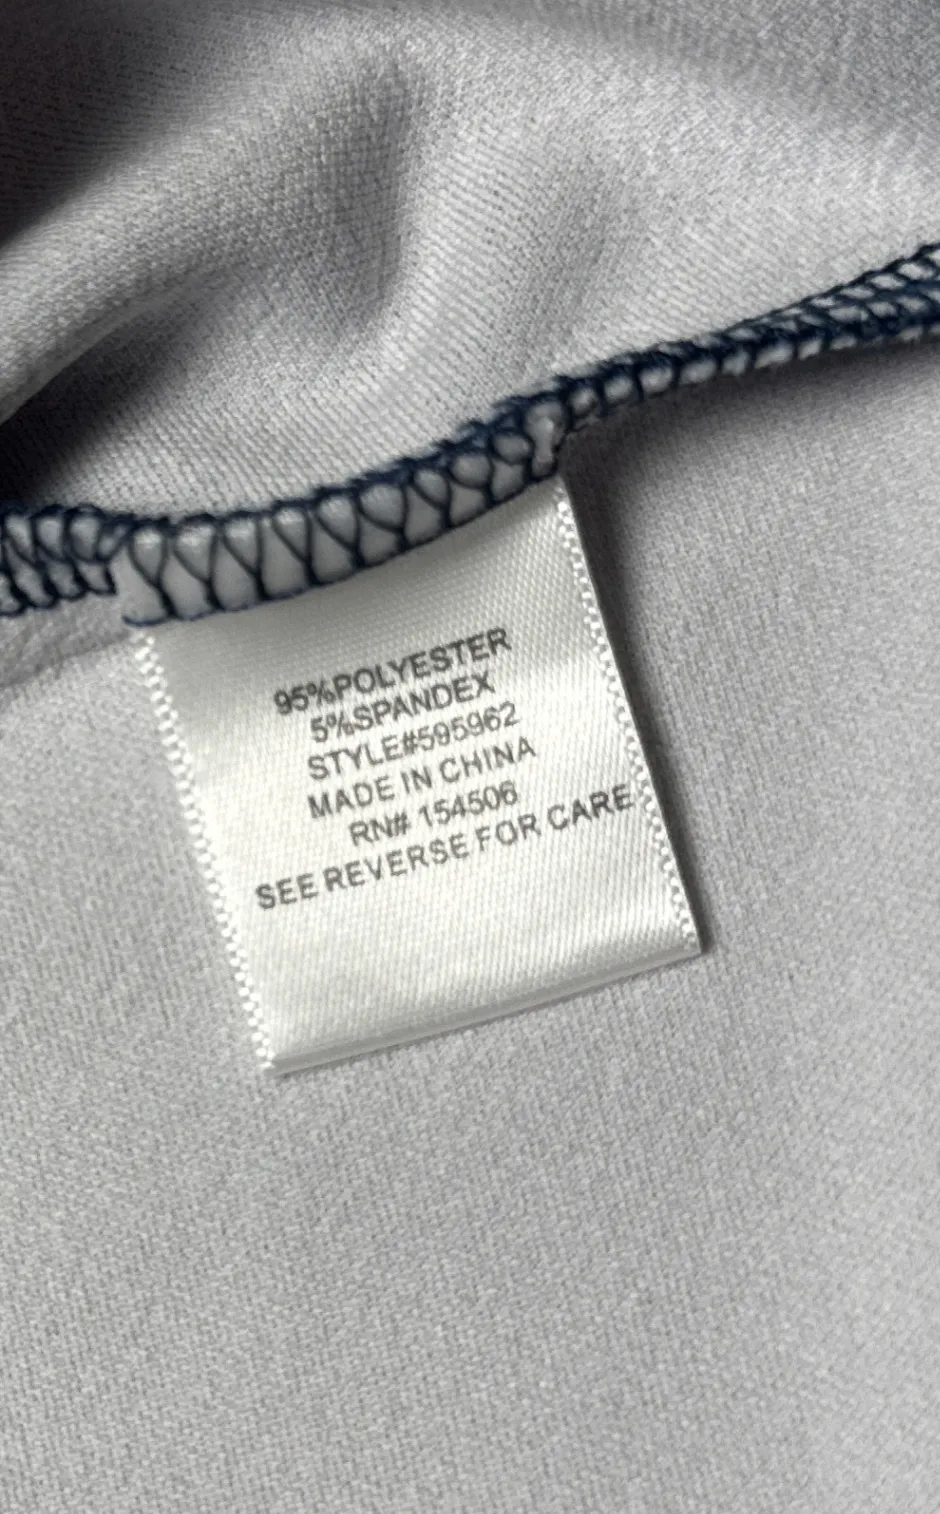 95%POLYESTER
5%SPANDEX
STYLE#595962
MADE IN CHINA
RN# 154506
SEE REVERSE FOR CARE